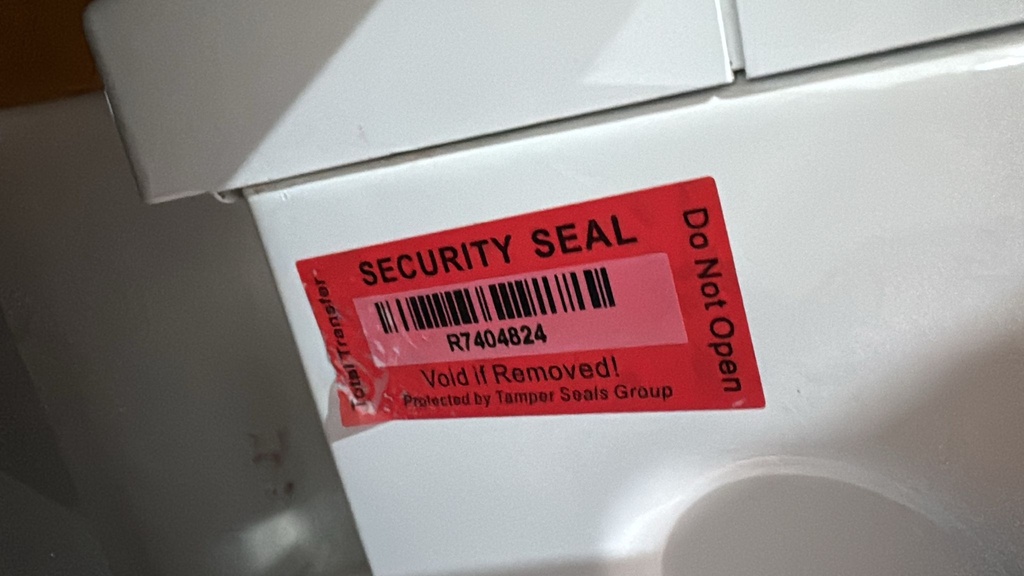 SECURITY SEAL
R7404824
Void If Removed!
Protected by Tamper Seals Group
Do Not Open
Total Transfer